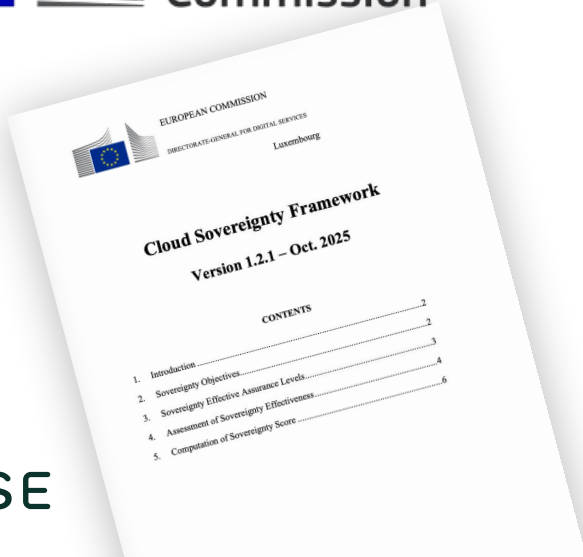 Commission
EUROPEAN COMMISSION
DIRECTORATE-GENERAL FOR DIGITAL SERVICES
Luxembourg
Cloud Sovereignty Framework
Version 1.2.1 – Oct. 2025
CONTENTS
1. Introduction 2
2. Sovereignty Objectives 2
3. Sovereignty Effective Assurance Levels 3
4. Assessment of Sovereignty Effectiveness 4
5. Computation of Sovereignty Score 6
SE